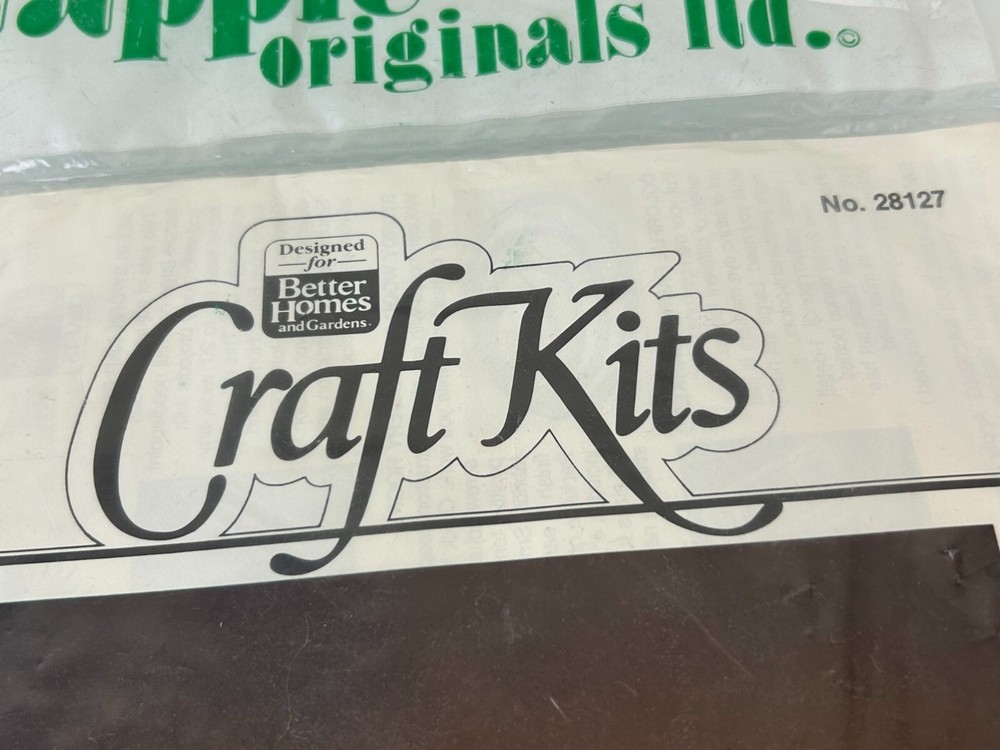 originals ltd.©
No. 28127
Designed
for
Better
Homes
and Gardens
Craft Kits